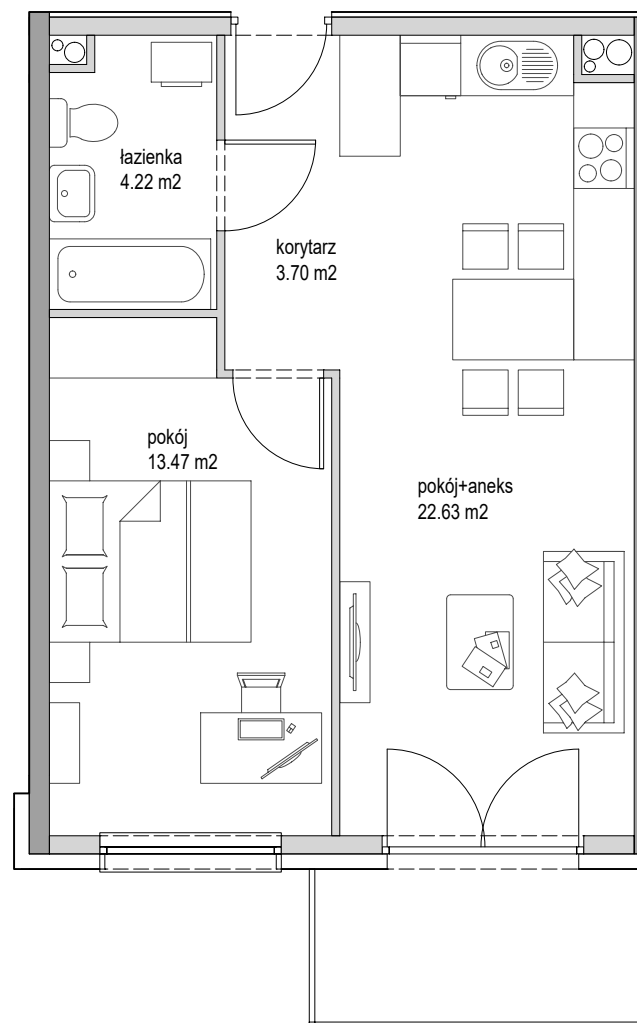 łazienka
4.22 m2
korytarz
3.70 m2
pokój
13.47 m2
pokój+aneks
22.63 m2